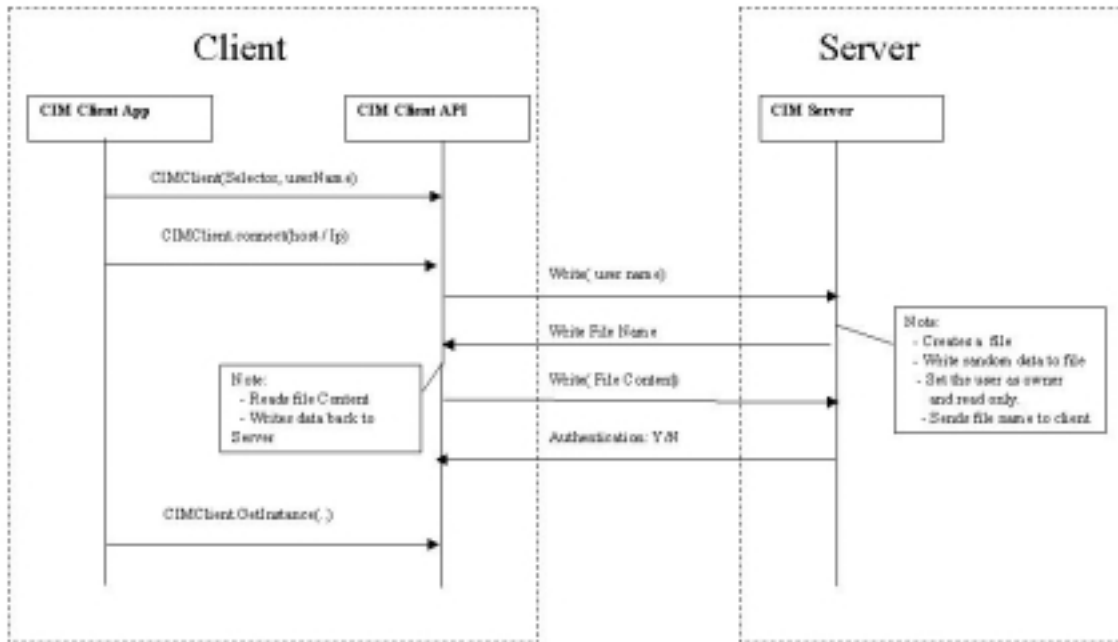 Client
Server
CIM Client App
CIM Client API
CIM Server
CIMClient(Selector, userName)
CIMClient.connect(host / Ip)
Write( user name)
Write File Name
Note:
- Creates a file
- Write random data to file
- Set the user as owner
and read only.
- Sends file name to client
Note:
- Reads file Content
- Writes data back to
Server
Write( File Content)
Authentication: Y/N
CIMClient.GetInstance(..)